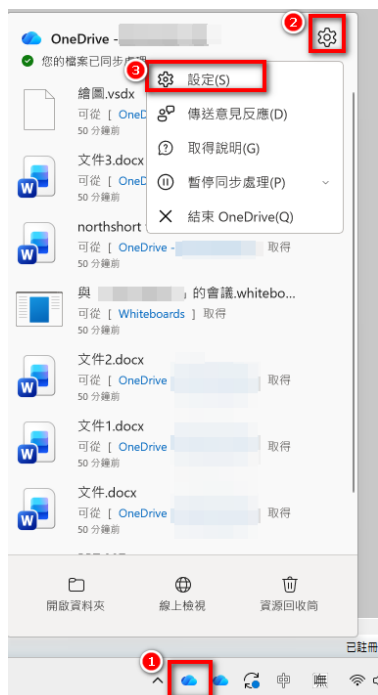 2
OneDrive -
您的檔案已同步處理
3
設定(S)
繪圖.vsdx
可從 [ OneD
50 分鐘前
傳送意見反應(D)
取得說明(G)
文件3.docx
可從 [ OneD
50 分鐘前
暫停同步處理(P)
結束 OneDrive(Q)
northshort
可從 [ OneDrive - 取得
50 分鐘前
與 的會議.whitebo...
可從 [ Whiteboards ] 取得
50 分鐘前
文件2.docx
可從 [ OneDrive 取得
50 分鐘前
文件1.docx
可從 [ OneDrive 取得
50 分鐘前
文件.docx
可從 [ OneDrive 取得
50 分鐘前
開啟資料夾
線上檢視
資源回收筒
已註冊
1
中